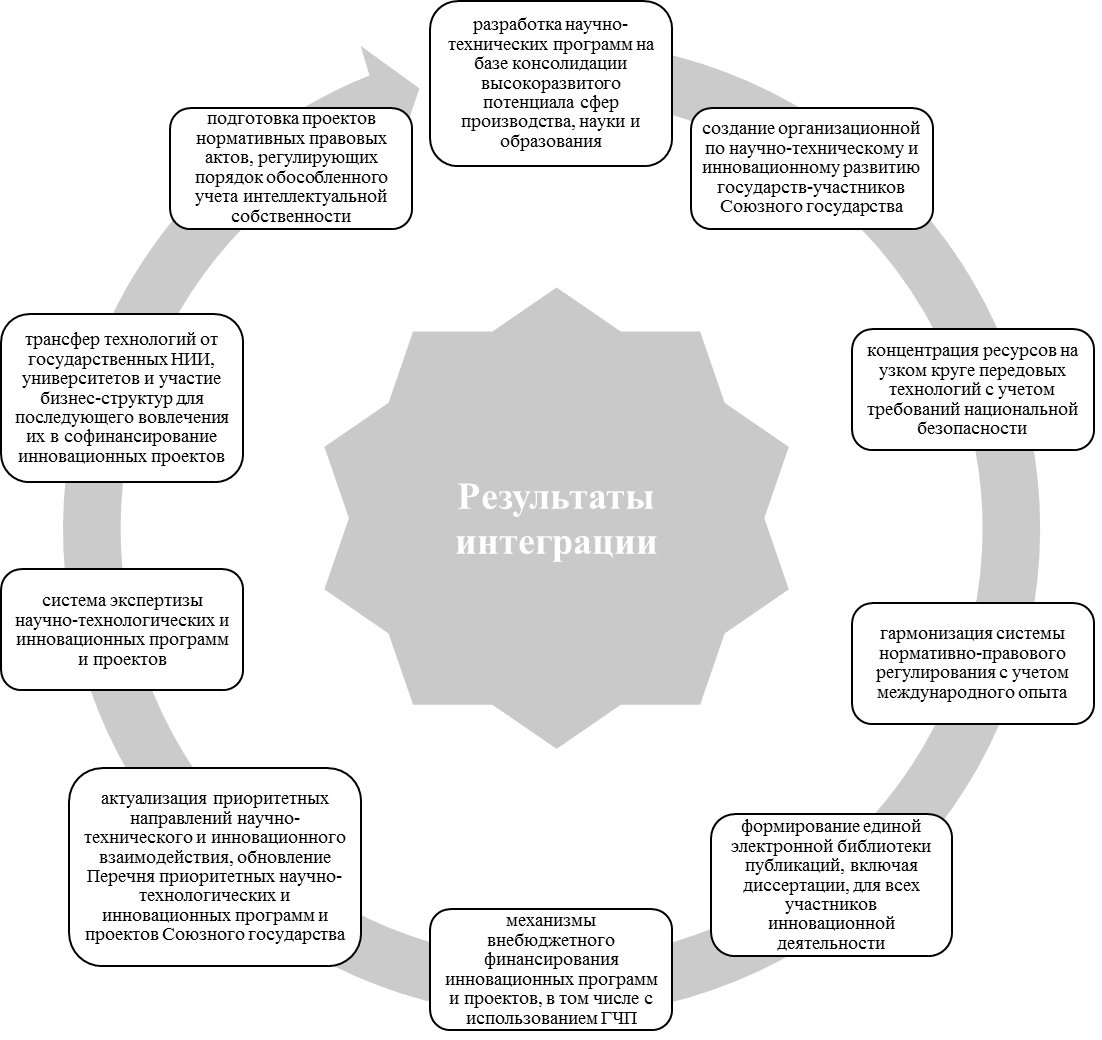 разработка научно-
технических программ на
базе консолидации
высокоразвитого
потенциала сфер
производства, науки и
образования
создание организационной
по научно-техническому и
инновационному развитию
государств-участников
Союзного государства
концентрация ресурсов на
узком круге передовых
технологий с учетом
требований национальной
безопасности
гармонизация системы
нормативно-правового
регулирования с учетом
международного опыта
формирование единой
электронной библиотеки
публикаций, включая
диссертации, для всех
участников
инновационной
деятельности
механизмы
внебюджетного
финансирования
инновационных программ
и проектов, в том числе с
использованием ГЧП
актуализация приоритетных
направлений научно-
технического и инновационного
взаимодействия, обновление
Перечня приоритетных научно-
технологических и
инновационных программ и
проектов Союзного государства
система экспертизы
научно-технологических и
инновационных программ
и проектов
трансфер технологий от
государственных НИИ,
университетов и участие
бизнес-структур для
последующего вовлечения
их в софинансирование
инновационных проектов
подготовка проектов
нормативных правовых
актов, регулирующих
порядок обособленного
учета интеллектуальной
собственности
Результаты
интеграции